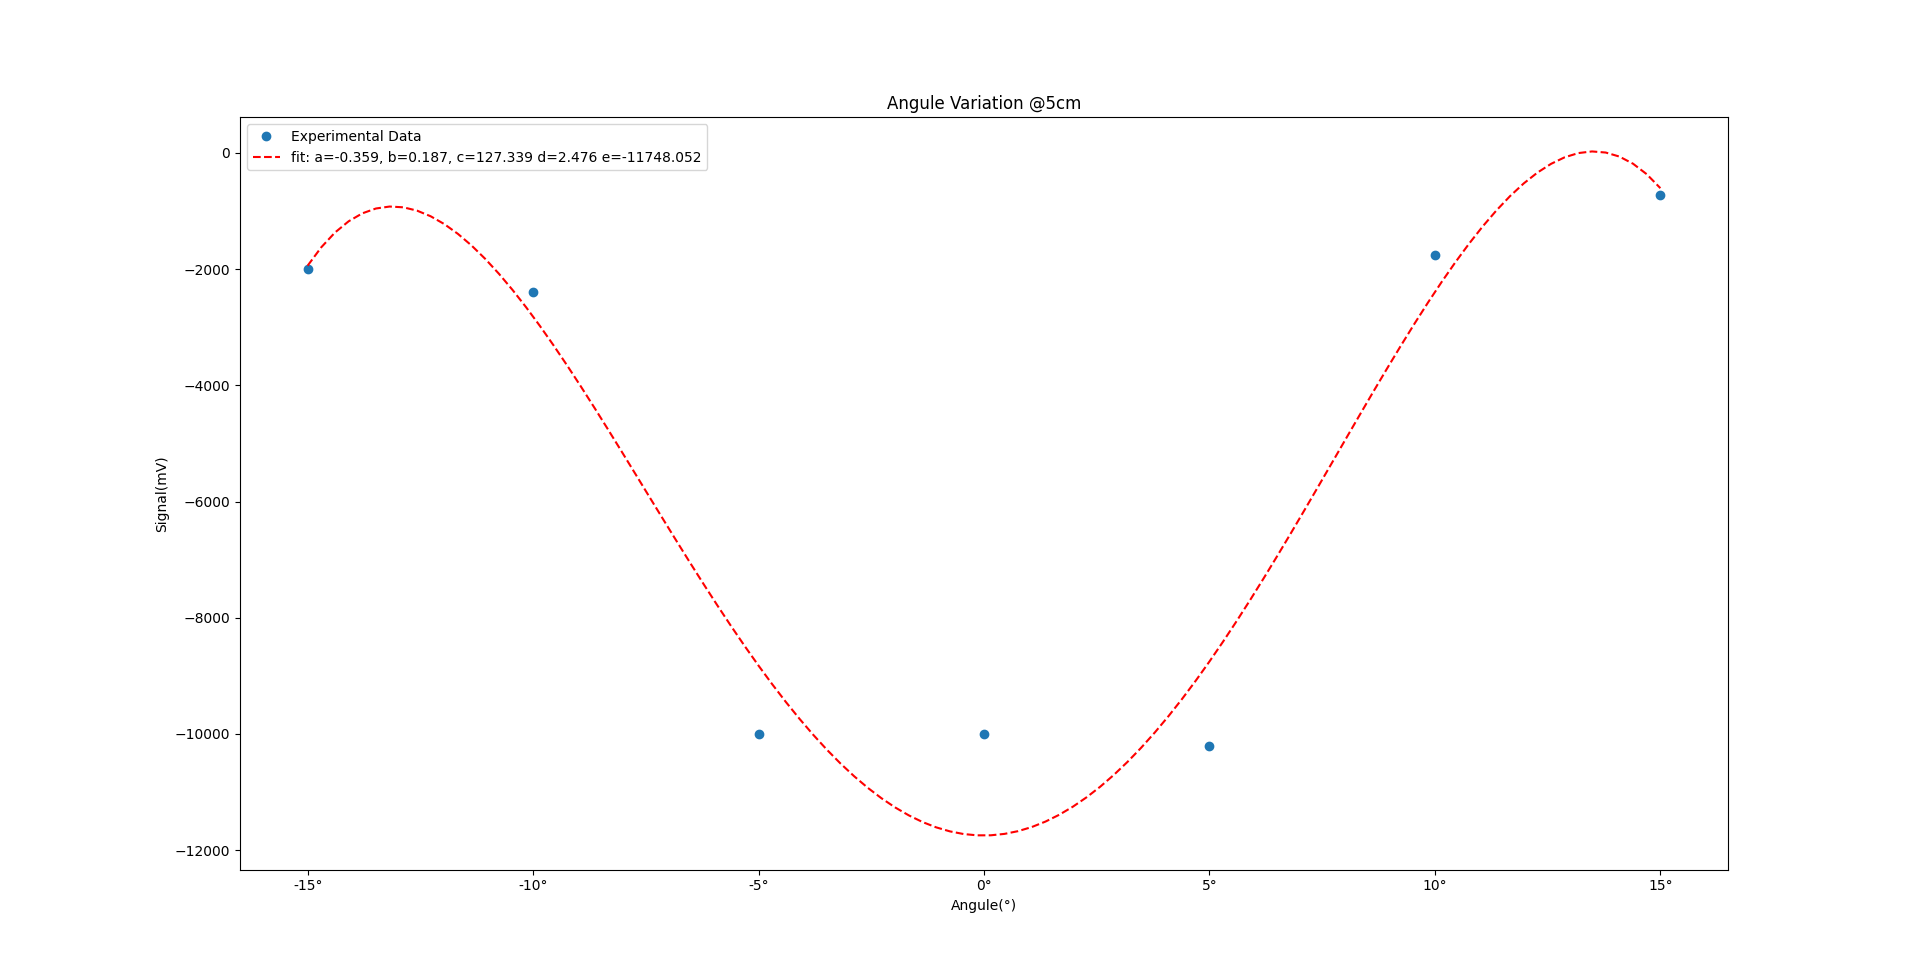 Angule Variation @5cm
Experimental Data
fit: a=-0.359, b=0.187, c=127.339 d=2.476 e=-11748.052
0
−2000
−4000
−6000
−8000
−10000
−12000
Signal(mV)
-15° -10° -5° 0° 5° 10° 15°
Angule(°)